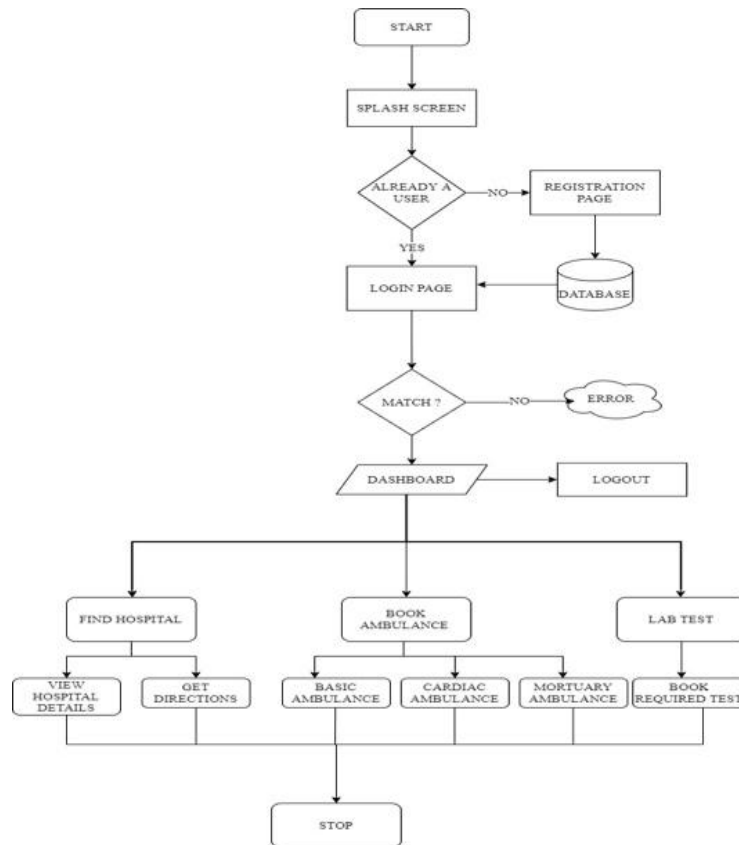 START
SPLASH SCREEN
ALREADY A
USER
NO
REGISTRATION
PAGE
YES
LOGIN PAGE
DATABASE
MATCH ?
NO
ERROR
DASHBOARD
LOGOUT
FIND HOSPITAL
BOOK
AMBULANCE
LAB TEST
VIEW
HOSPITAL
DETAILS
GET
DIRECTIONS
BASIC
AMBULANCE
CARDIAC
AMBULANCE
MORTUARY
AMBULANCE
BOOK
REQUIRED TEST
STOP